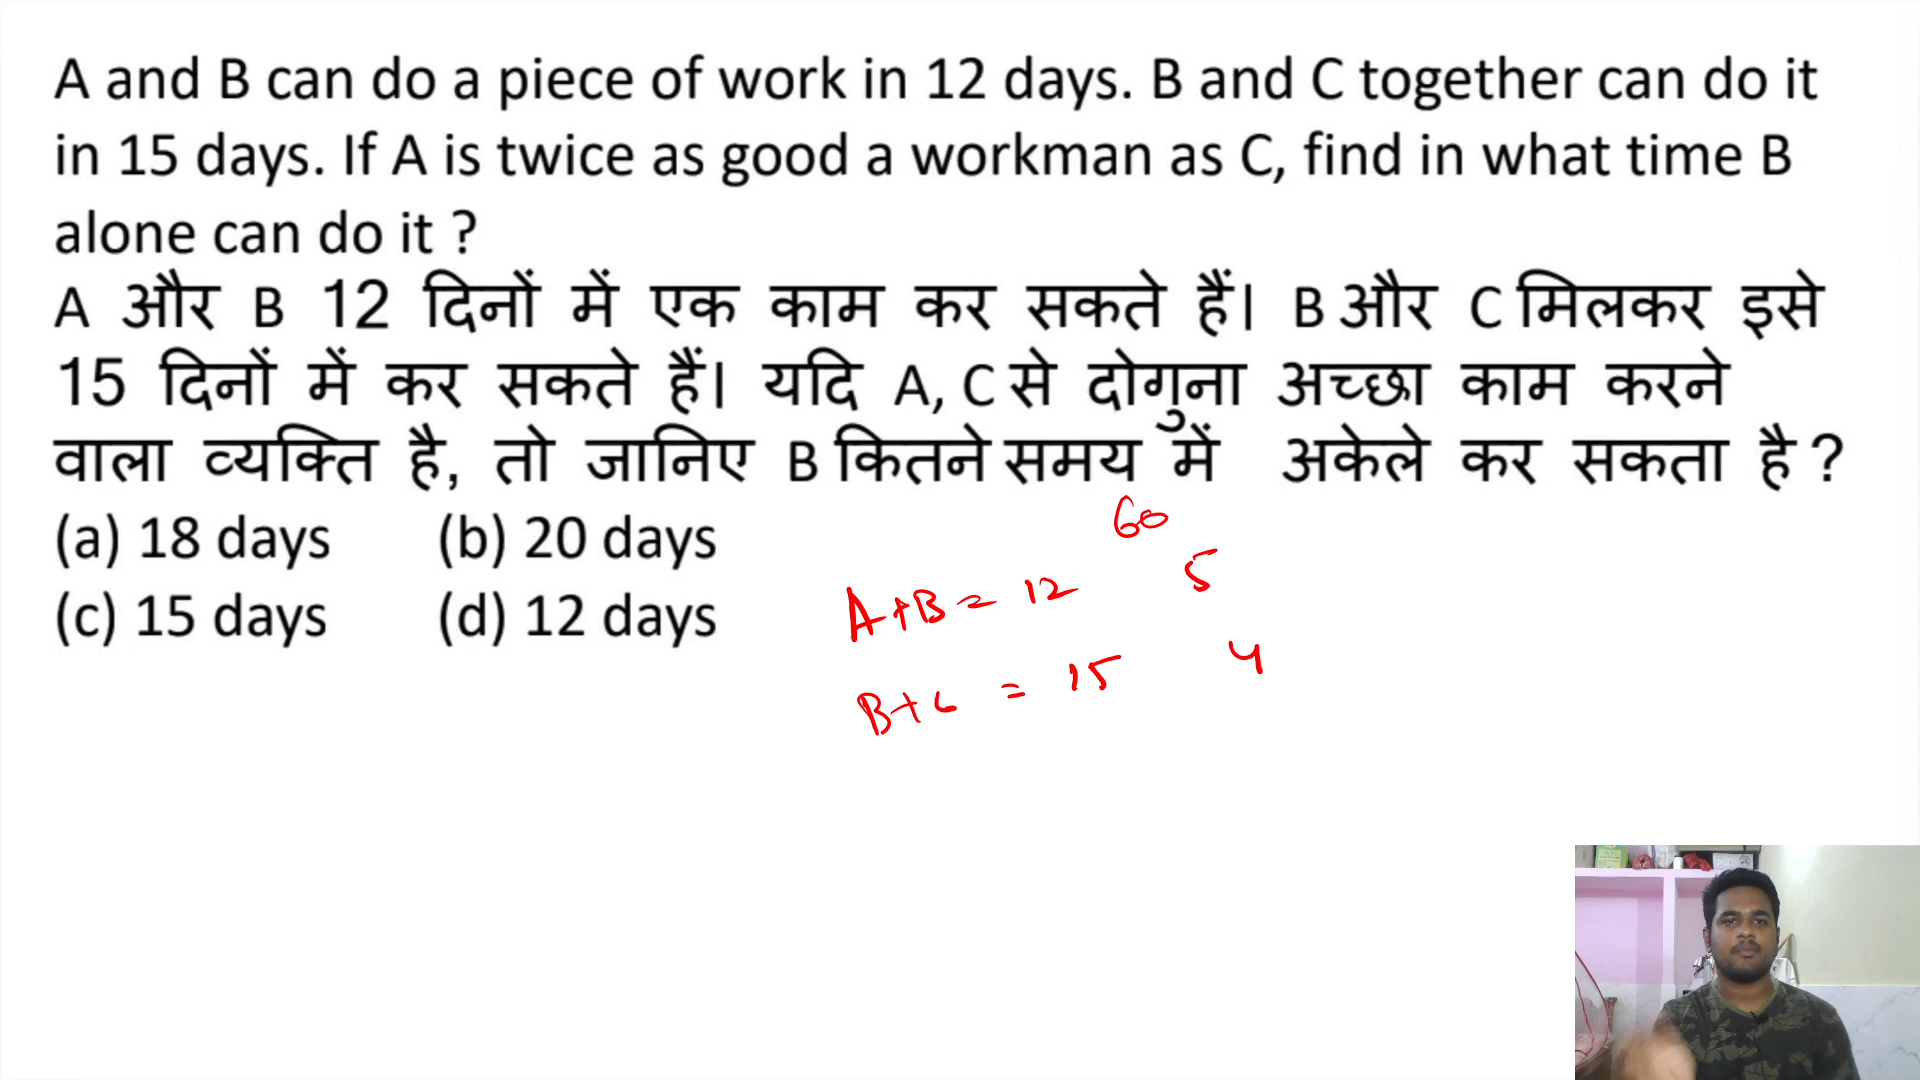 A and B can do a piece of work in 12 days. B and C together can do it
in 15 days. If A is twice as good a workman as C, find in what time B
alone can do it ?
A और B 12 दिनों में एक काम कर सकते हैं। B और C मिलकर इसे
15 दिनों में कर सकते हैं। यदि A, C से दोगुना अच्छा काम करने
वाला व्यक्ति है, तो जानिए B कितने समय में अकेले कर सकता है ?
(a) 18 days (b) 20 days
(c) 15 days (d) 12 days
60
A+B = 12 5
B+C = 15 4